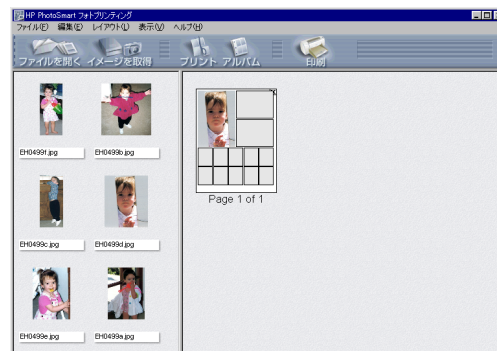 HP PhotoSmart フォトプリンティング
ファイル(F) 編集(E) レイアウト(L) 表示(V) ヘルプ(H)
ファイルを開く イメージを取得 プリント アルバム 印刷
EH0499f.jpg EH0499b.jpg
Page 1 of 1
EH0499c.jpg EH0499d.jpg
EH0499e.jpg EH0499a.jpg